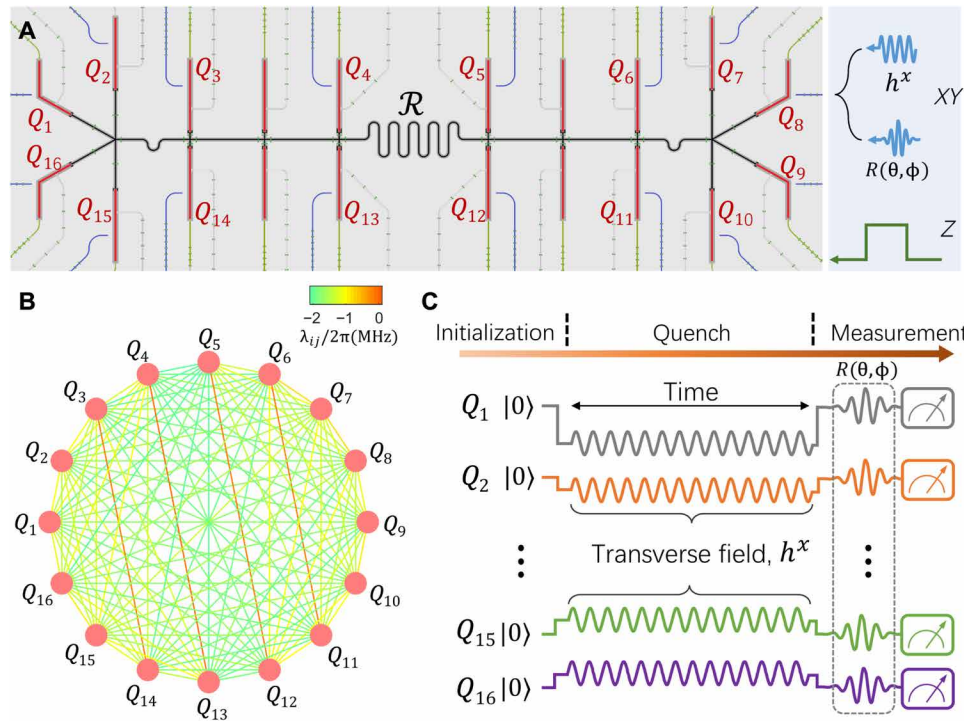 A
Q₂ Q₃ Q₄ Q₅ Q₆ Q₇
Q₁ ℛ Q₈
Q₁₆ Q₉
Q₁₅ Q₁₄ Q₁₃ Q₁₂ Q₁₁ Q₁₀
hˣ XY
R(θ,ϕ)
Z
B
−2 −1 0
λᵢⱼ/2π(MHz)
Q₅
Q₄ Q₆
Q₃ Q₇
Q₂ Q₈
Q₁ Q₉
Q₁₆ Q₁₀
Q₁₅ Q₁₁
Q₁₄ Q₁₂
Q₁₃
C
Initialization Quench Measurement
R(θ,ϕ)
Q₁ |0⟩ Time
Q₂ |0⟩
Transverse field, hˣ
Q₁₅ |0⟩
Q₁₆ |0⟩